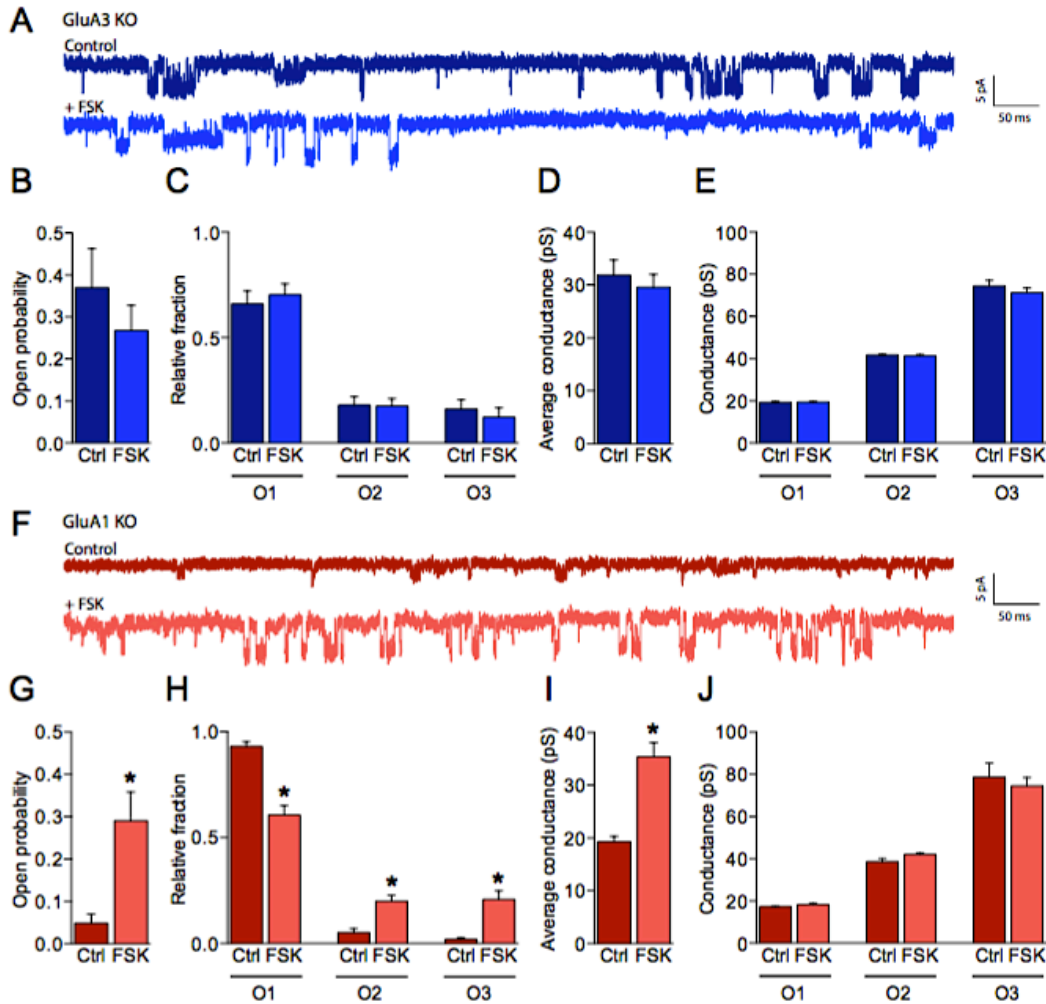 A
GluA3 KO
Control
+ FSK
5 pA
50 ms
B
C
D
E
Open probability
0.5
0.4
0.3
0.2
0.1
0.0
Ctrl FSK
Relative fraction
1.0
0.5
0.0
Ctrl FSK Ctrl FSK Ctrl FSK
O1 O2 O3
Average conductance (pS)
40
30
20
10
0
Ctrl FSK
Conductance (pS)
100
80
60
40
20
0
Ctrl FSK Ctrl FSK Ctrl FSK
O1 O2 O3
F
GluA1 KO
Control
+ FSK
5 pA
50 ms
G
H
I
J
Open probability
0.5
0.4
0.3
0.2
0.1
0.0
*
Ctrl FSK
Relative fraction
1.0
0.5
0.0
*
*
*
Ctrl FSK Ctrl FSK Ctrl FSK
O1 O2 O3
Average conductance (pS)
40
30
20
10
0
*
Ctrl FSK
Conductance (pS)
100
80
60
40
20
0
Ctrl FSK Ctrl FSK Ctrl FSK
O1 O2 O3